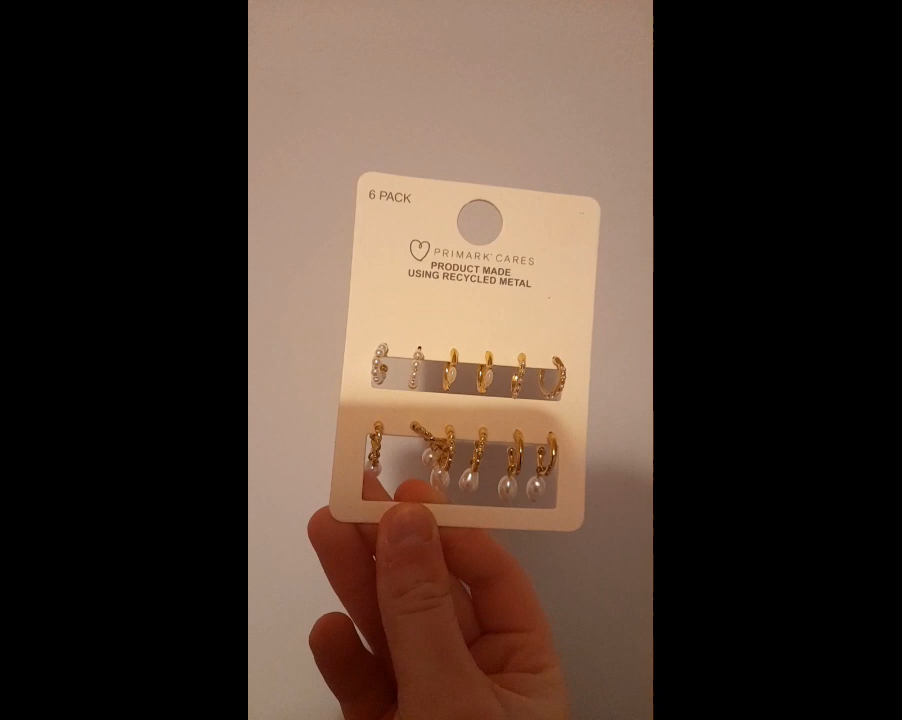 6 PACK
PRIMARK® CARES
PRODUCT MADE
USING RECYCLED METAL